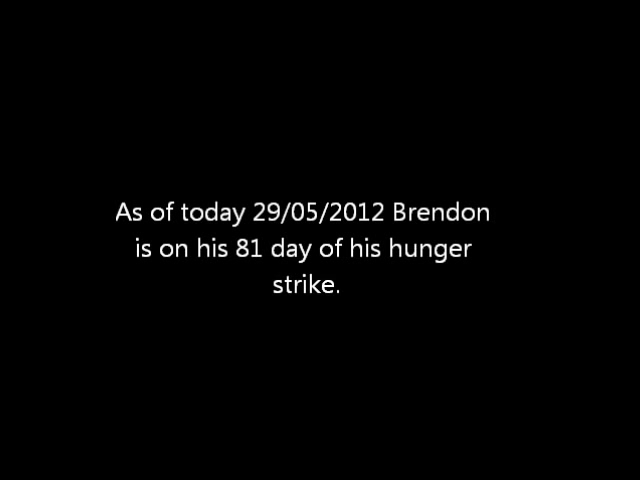 As of today 29/05/2012 Brendon
is on his 81 day of his hunger
strike.